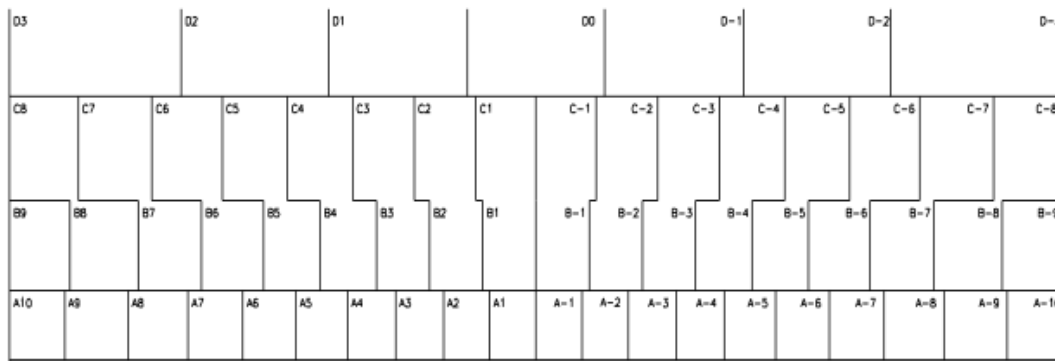 D3 D2 D1 D0 D-1 D-2
C8 C7 C6 C5 C4 C3 C2 C1 C-1 C-2 C-3 C-4 C-5 C-6 C-7 C-8
B9 B8 B7 B6 B5 B4 B3 B2 B1 B-1 B-2 B-3 B-4 B-5 B-6 B-7 B-8 B-9
A10 A9 A8 A7 A6 A5 A4 A3 A2 A1 A-1 A-2 A-3 A-4 A-5 A-6 A-7 A-8 A-9 A-10